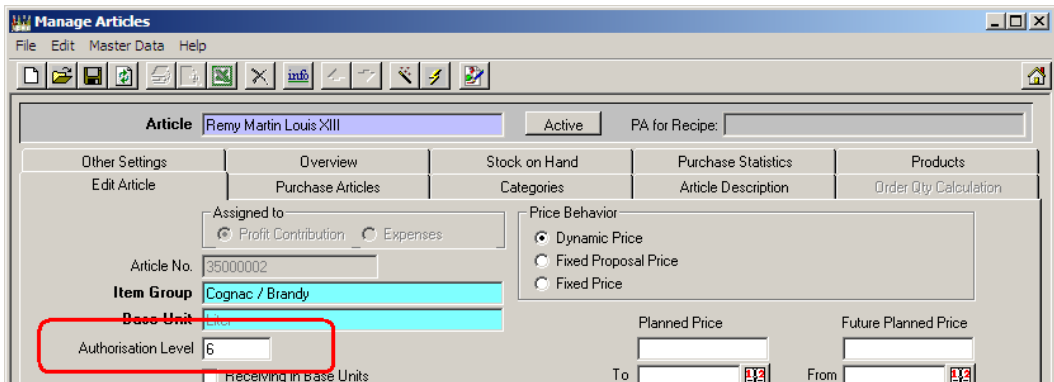 Manage Articles
File Edit Master Data Help
info
Article Remy Martin Louis XIII Active PA for Recipe:
Other Settings Overview Stock on Hand Purchase Statistics Products
Edit Article Purchase Articles Categories Article Description Order Qty Calculation
Assigned to Price Behavior
Profit Contribution Expenses Dynamic Price
Article No. 35000002 Fixed Proposal Price
Item Group Cognac / Brandy Fixed Price
Base Unit Liter Planned Price Future Planned Price
Authorisation Level 6
Receiving in Base Units To From